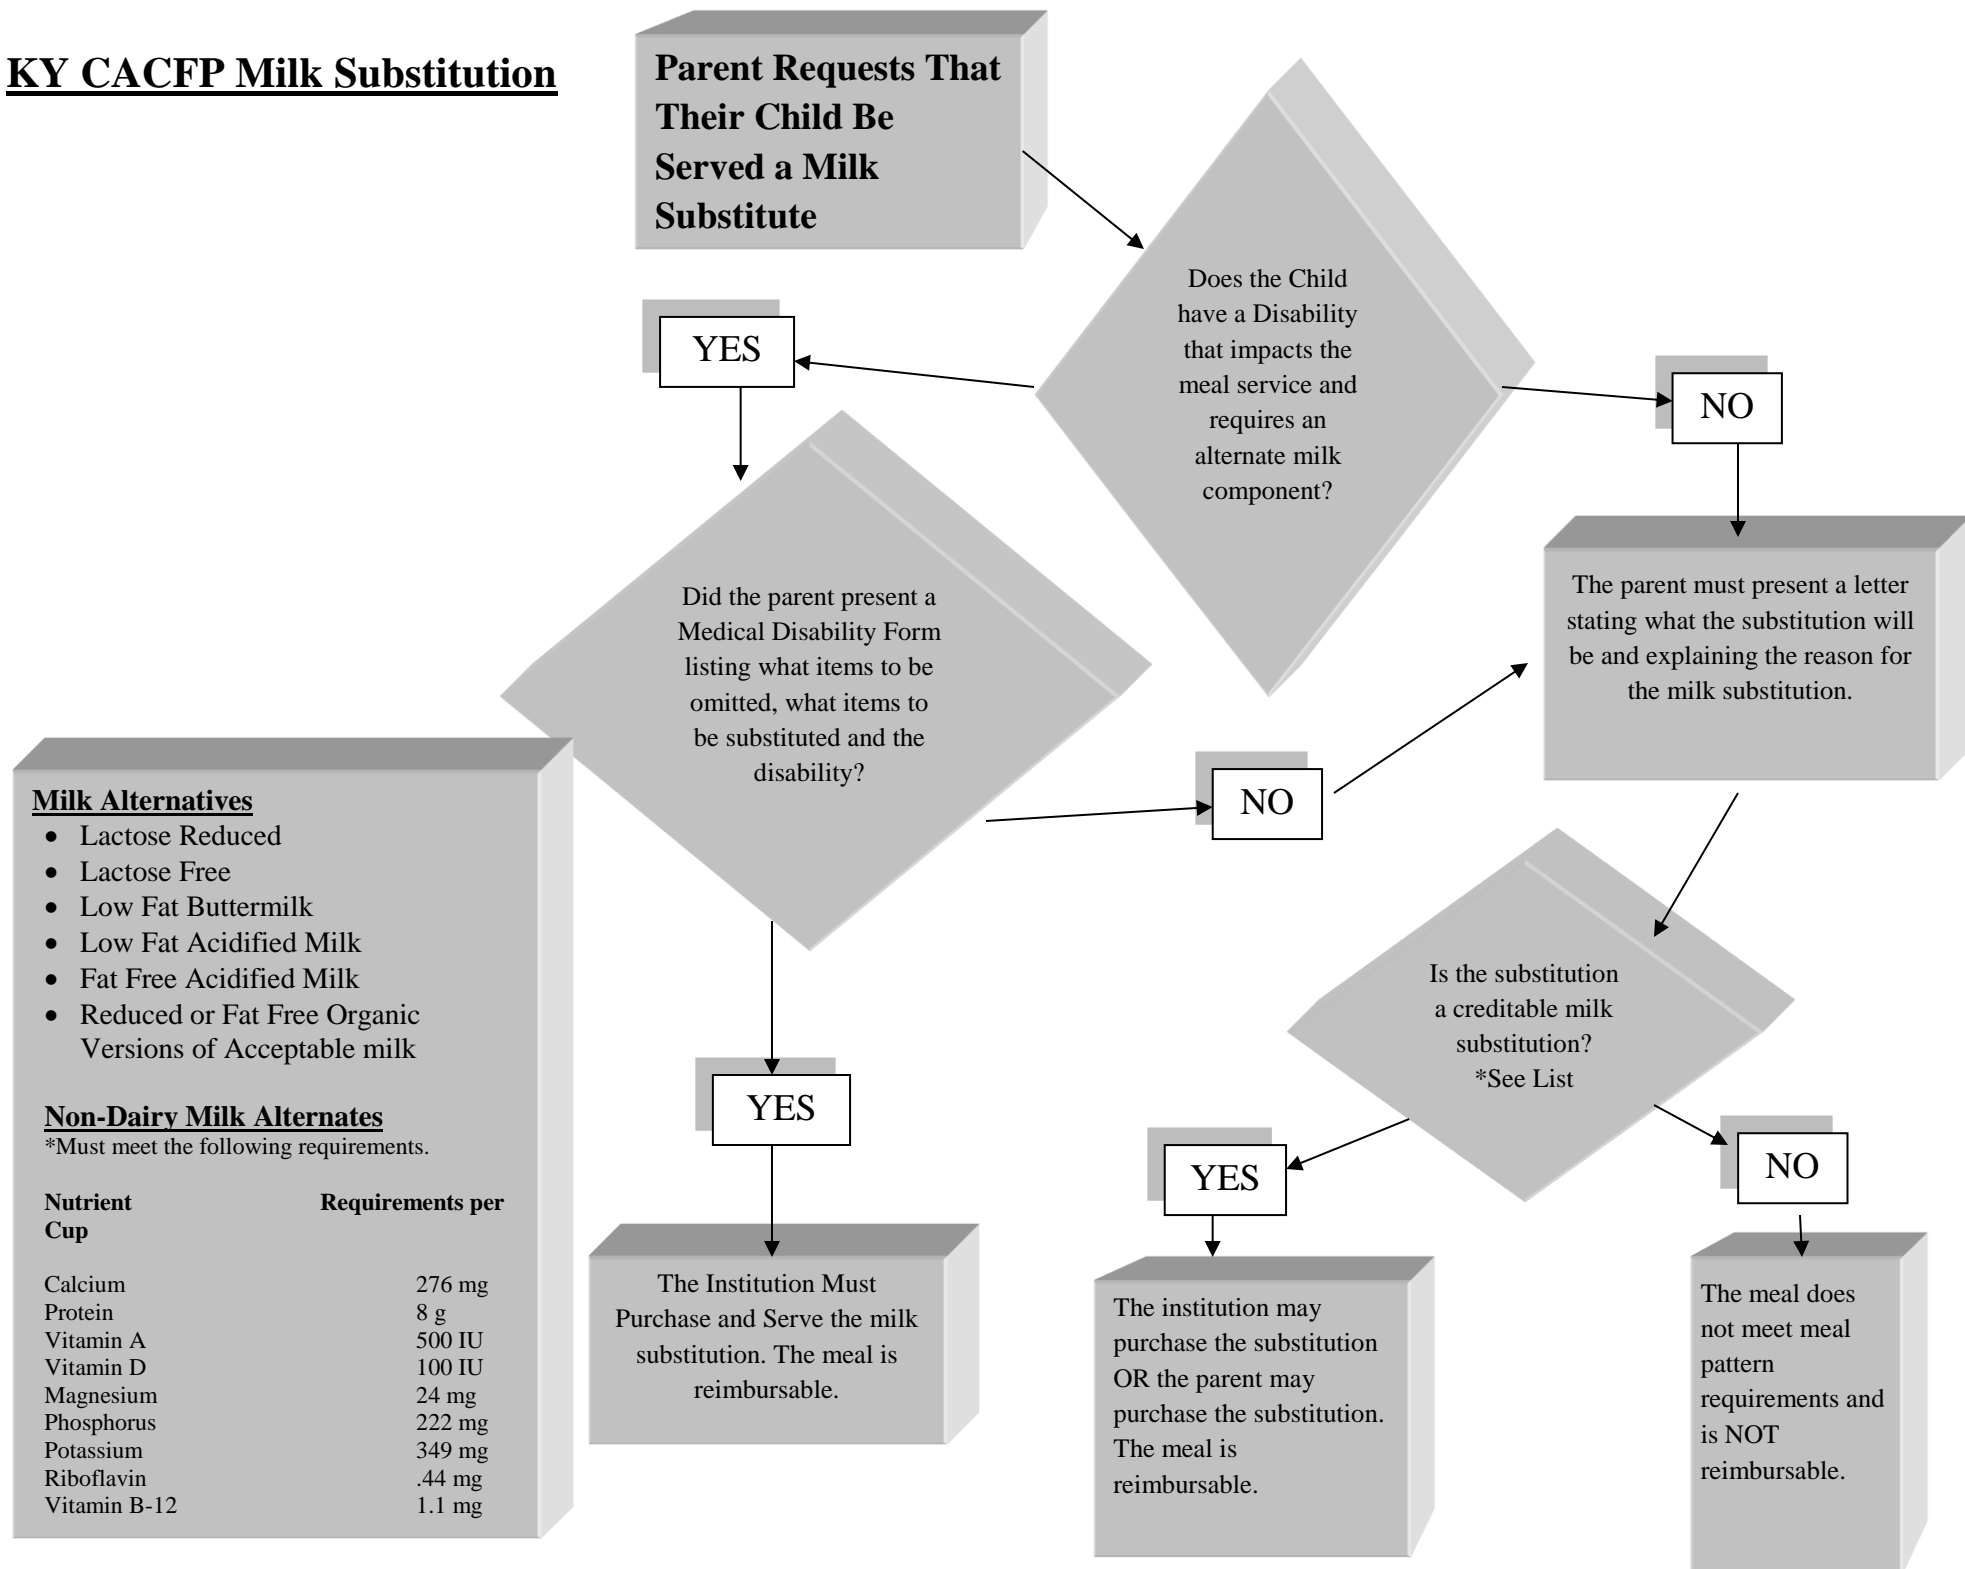 KY CACFP Milk Substitution
Parent Requests That
Their Child Be
Served a Milk
Substitute
Does the Child
have a Disability
that impacts the
meal service and
requires an
alternate milk
component?
YES
NO
Did the parent present a
Medical Disability Form
listing what items to be
omitted, what items to
be substituted and the
disability?
The parent must present a letter
stating what the substitution will
be and explaining the reason for
the milk substitution.
NO
YES
Is the substitution
a creditable milk
substitution?
*See List
YES
NO
The Institution Must
Purchase and Serve the milk
substitution. The meal is
reimbursable.
The institution may
purchase the substitution
OR the parent may
purchase the substitution.
The meal is
reimbursable.
The meal does
not meet meal
pattern
requirements and
is NOT
reimbursable.
Milk Alternatives
• Lactose Reduced
• Lactose Free
• Low Fat Buttermilk
• Low Fat Acidified Milk
• Fat Free Acidified Milk
• Reduced or Fat Free Organic
Versions of Acceptable milk
Non-Dairy Milk Alternates
*Must meet the following requirements.
Nutrient Requirements per
Cup
Calcium 276 mg
Protein 8 g
Vitamin A 500 IU
Vitamin D 100 IU
Magnesium 24 mg
Phosphorus 222 mg
Potassium 349 mg
Riboflavin .44 mg
Vitamin B-12 1.1 mg